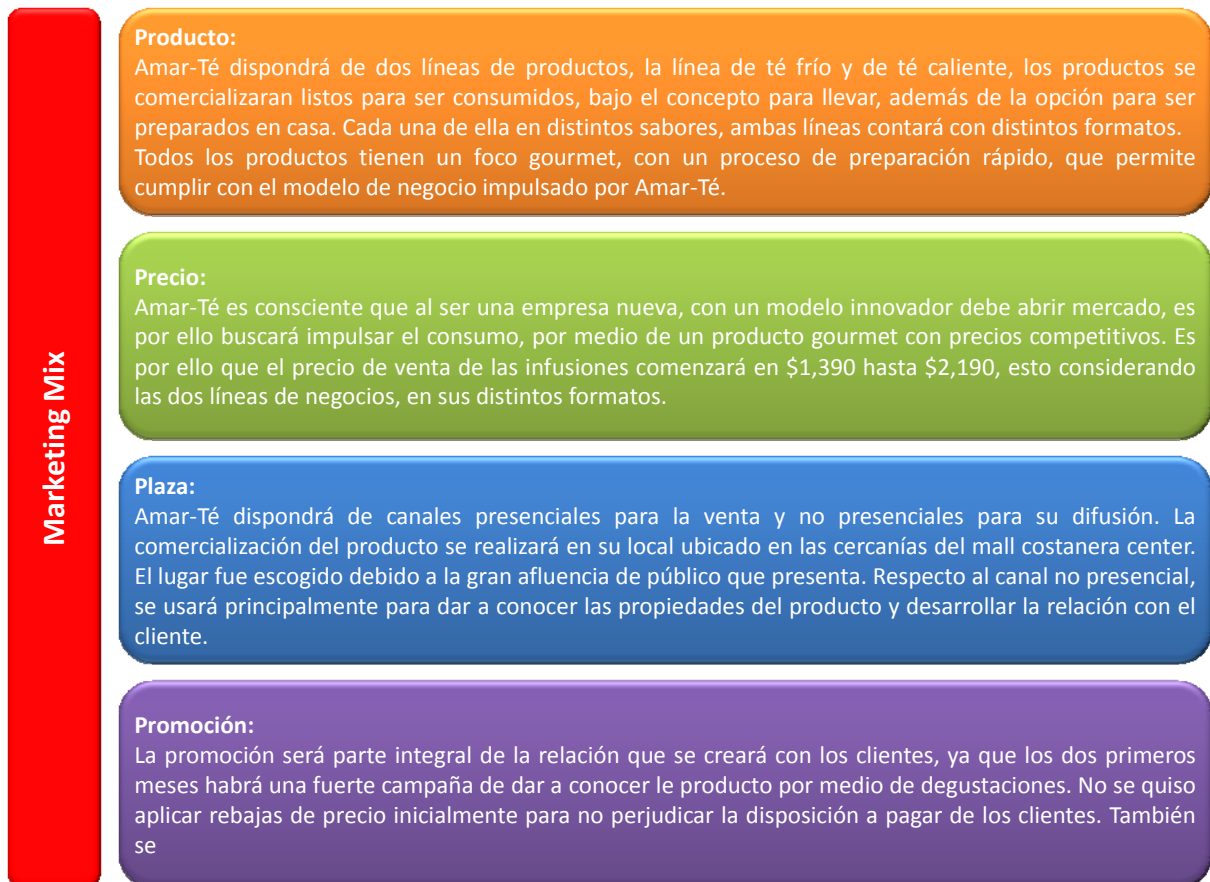 Marketing Mix
Producto:
Amar-Té dispondrá de dos líneas de productos, la línea de té frío y de té caliente, los productos se
comercializaran listos para ser consumidos, bajo el concepto para llevar, además de la opción para ser
preparados en casa. Cada una de ella en distintos sabores, ambas líneas contará con distintos formatos.
Todos los productos tienen un foco gourmet, con un proceso de preparación rápido, que permite
cumplir con el modelo de negocio impulsado por Amar-Té.
Precio:
Amar-Té es consciente que al ser una empresa nueva, con un modelo innovador debe abrir mercado, es
por ello buscará impulsar el consumo, por medio de un producto gourmet con precios competitivos. Es
por ello que el precio de venta de las infusiones comenzará en $1,390 hasta $2,190, esto considerando
las dos líneas de negocios, en sus distintos formatos.
Plaza:
Amar-Té dispondrá de canales presenciales para la venta y no presenciales para su difusión. La
comercialización del producto se realizará en su local ubicado en las cercanías del mall costanera center.
El lugar fue escogido debido a la gran afluencia de público que presenta. Respecto al canal no presencial,
se usará principalmente para dar a conocer las propiedades del producto y desarrollar la relación con el
cliente.
Promoción:
La promoción será parte integral de la relación que se creará con los clientes, ya que los dos primeros
meses habrá una fuerte campaña de dar a conocer le producto por medio de degustaciones. No se quiso
aplicar rebajas de precio inicialmente para no perjudicar la disposición a pagar de los clientes. También
se